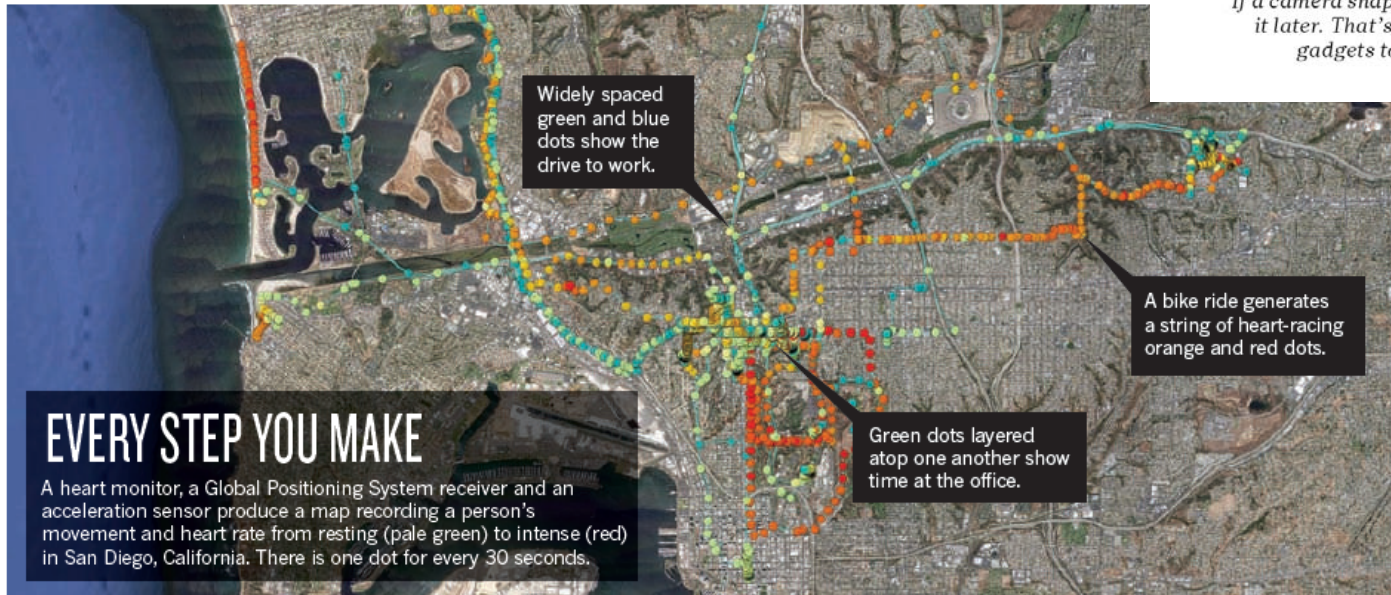 If a camera snap
it later. That's
gadgets to
Widely spaced
green and blue
dots show the
drive to work.
A bike ride generates
a string of heart-racing
orange and red dots.
Green dots layered
atop one another show
time at the office.
EVERY STEP YOU MAKE
A heart monitor, a Global Positioning System receiver and an
acceleration sensor produce a map recording a person's
movement and heart rate from resting (pale green) to intense (red)
in San Diego, California. There is one dot for every 30 seconds.